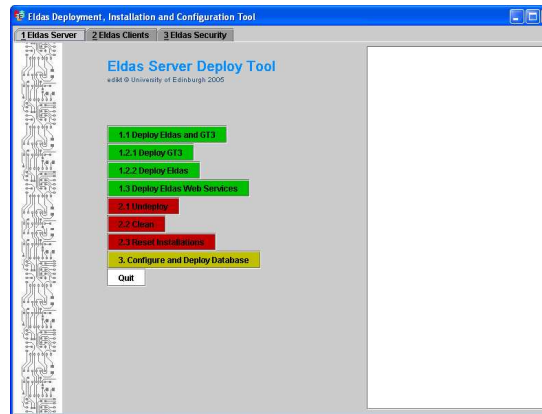 Eldas Deployment, Installation and Configuration Tool
1 Eldas Server 2 Eldas Clients 3 Eldas Security
Eldas Server Deploy Tool
edikt © University of Edinburgh 2005
1.1 Deploy Eldas and GT3
1.2.1 Deploy GT3
1.2.2 Deploy Eldas
1.3 Deploy Eldas Web Services
2.1 Undeploy
2.2 Clean
2.3 Reset Installations
3. Configure and Deploy Database
Quit